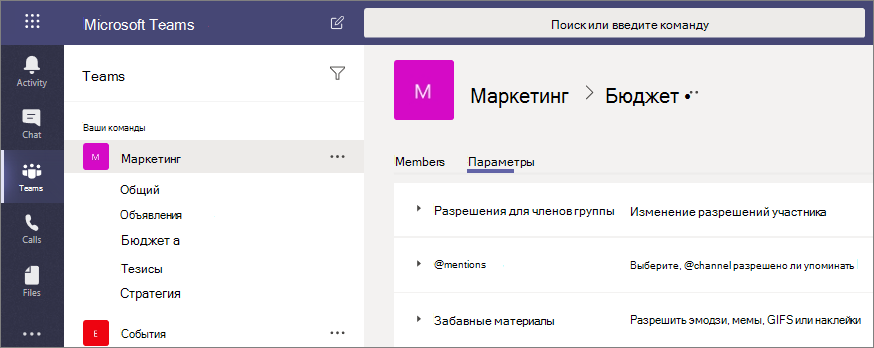 Microsoft Teams
Поиск или введите команду
Activity
Chat
Teams
Calls
Files
Teams
Ваши команды
М Маркетинг
Общий
Объявления
Бюджет а
Тезисы
Стратегия
Е События
М
Маркетинг > Бюджет
Members Параметры
Разрешения для членов группы Изменение разрешений участника
@mentions Выберите, @channel разрешено ли упоминать
Забавные материалы Разрешить эмодзи, мемы, GIFS или наклейки